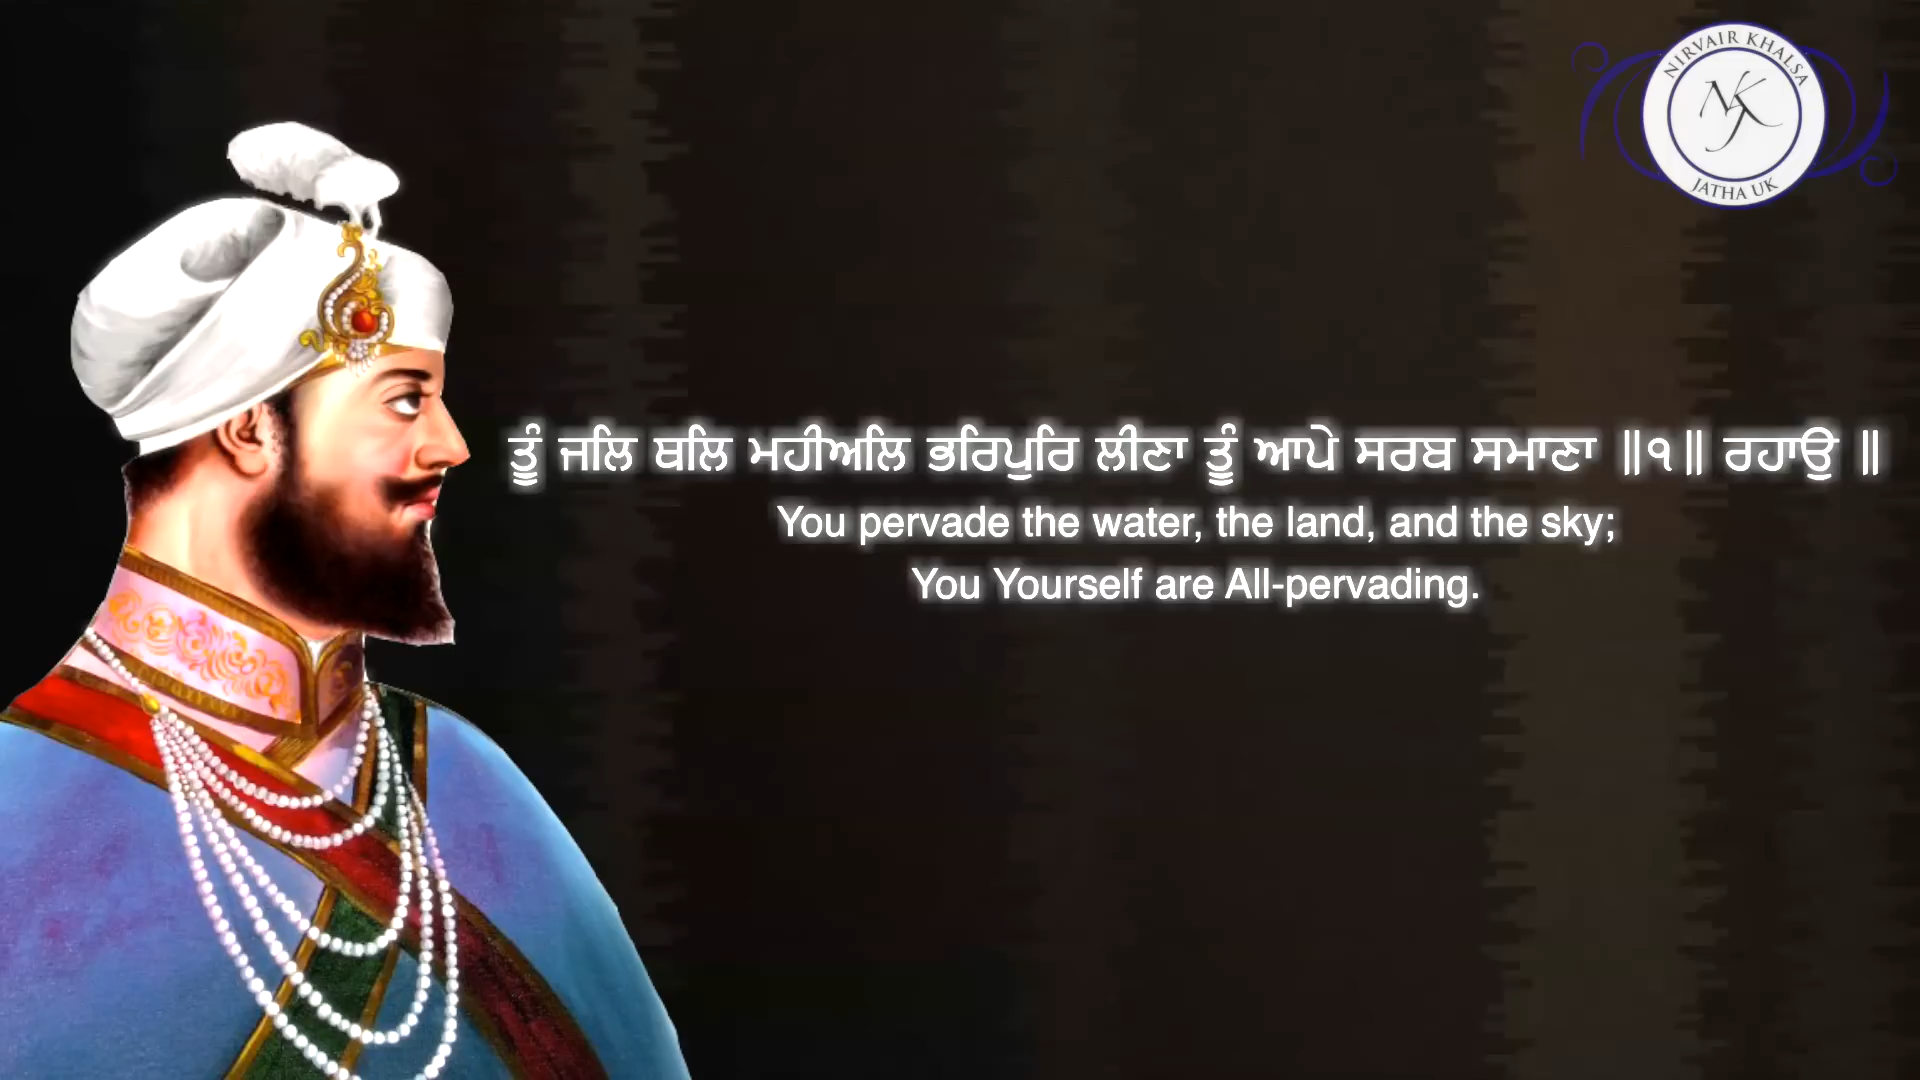 NIRVAIR KHALSA
NKJ
JATHA UK
ਤੂੰ ਜਲਿ ਥਲਿ ਮਹੀਅਲਿ ਭਰਿਪੁਰਿ ਲੀਣਾ ਤੂੰ ਆਪੇ ਸਰਬ ਸਮਾਣਾ ॥੧॥ ਰਹਾਉ ॥
You pervade the water, the land, and the sky;
You Yourself are All-pervading.